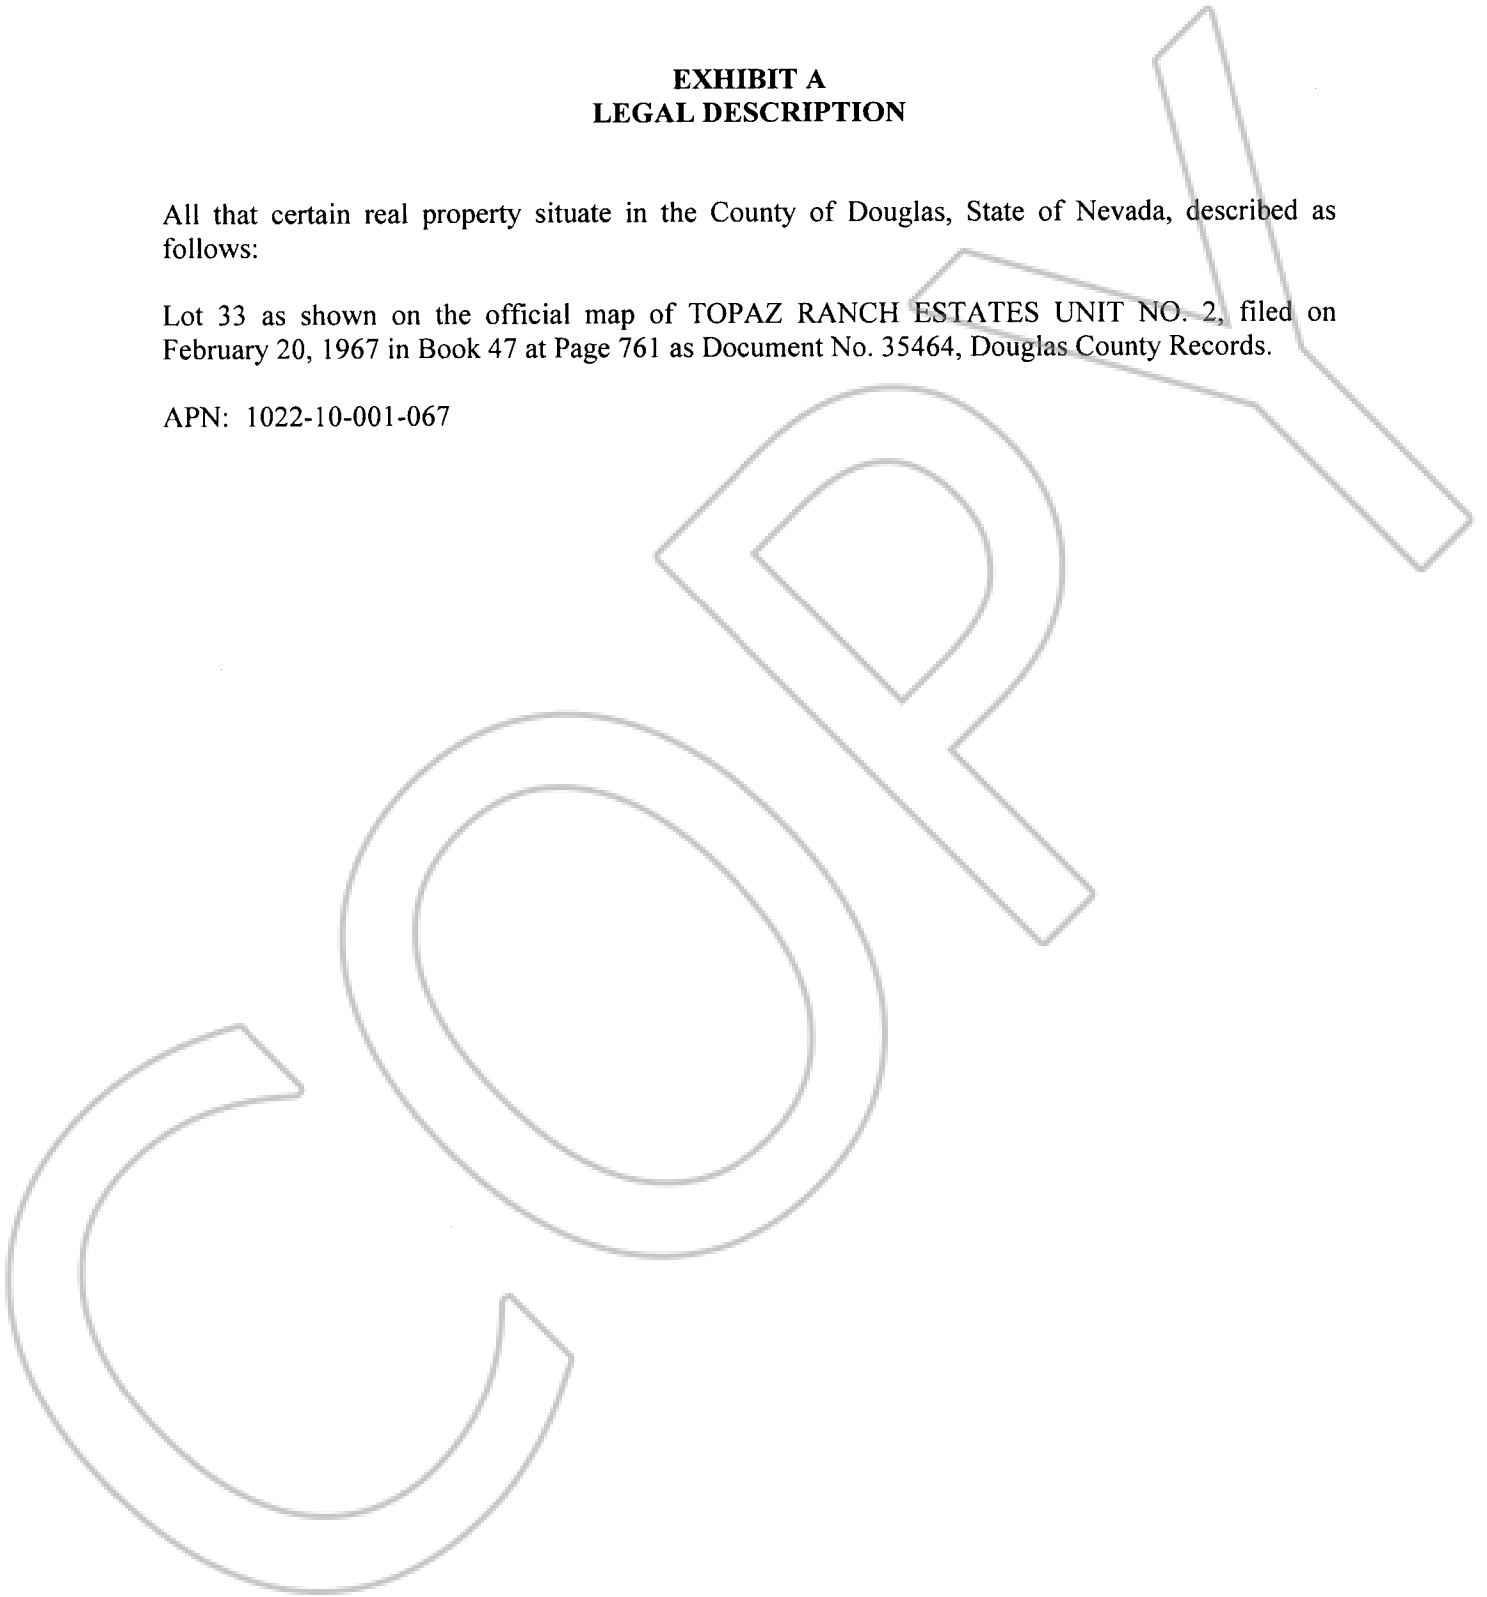 EXHIBIT A
LEGAL DESCRIPTION
All that certain real property situate in the County of Douglas, State of Nevada, described as
follows:
Lot 33 as shown on the official map of TOPAZ RANCH ESTATES UNIT NO. 2, filed on
February 20, 1967 in Book 47 at Page 761 as Document No. 35464, Douglas County Records.
APN: 1022-10-001-067
COPY